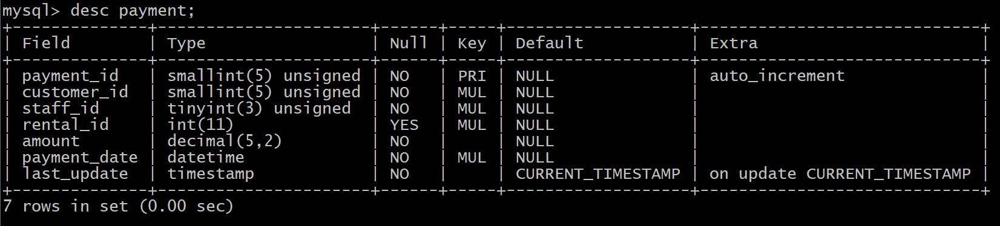 mysql> desc payment;
+--------------+----------------------+------+-----+-------------------+-----------------------------+
| Field        | Type                 | Null | Key | Default           | Extra                       |
+--------------+----------------------+------+-----+-------------------+-----------------------------+
| payment_id   | smallint(5) unsigned | NO   | PRI | NULL              | auto_increment              |
| customer_id  | smallint(5) unsigned | NO   | MUL | NULL              |                             |
| staff_id     | tinyint(3) unsigned  | NO   | MUL | NULL              |                             |
| rental_id    | int(11)              | YES  | MUL | NULL              |                             |
| amount       | decimal(5,2)         | NO   |     | NULL              |                             |
| payment_date | datetime             | NO   | MUL | NULL              |                             |
| last_update  | timestamp            | NO   |     | CURRENT_TIMESTAMP | on update CURRENT_TIMESTAMP |
+--------------+----------------------+------+-----+-------------------+-----------------------------+
7 rows in set (0.00 sec)